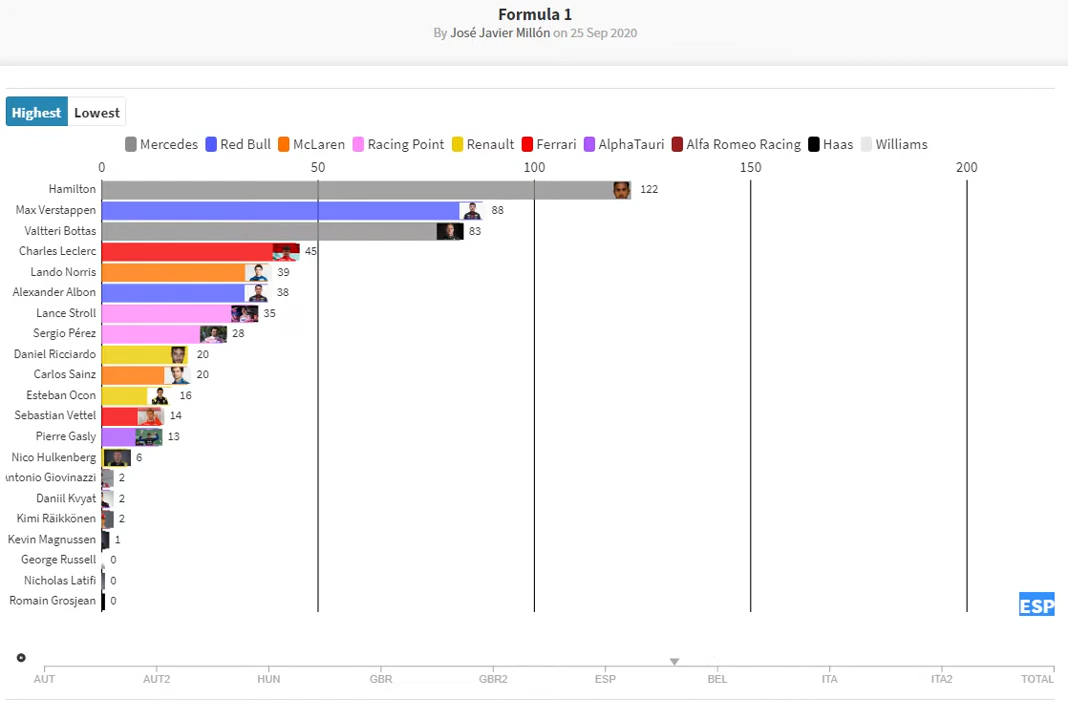 Formula 1
By José Javier Millón on 25 Sep 2020
Highest Lowest
Mercedes Red Bull McLaren Racing Point Renault Ferrari AlphaTauri Alfa Romeo Racing Haas Williams
0 50 100 150 200
Hamilton 122
Max Verstappen 88
Valtteri Bottas 83
Charles Leclerc 45
Lando Norris 39
Alexander Albon 38
Lance Stroll 35
Sergio Pérez 28
Daniel Ricciardo 20
Carlos Sainz 20
Esteban Ocon 16
Sebastian Vettel 14
Pierre Gasly 13
Nico Hulkenberg 6
ntonio Giovinazzi 2
Daniil Kvyat 2
Kimi Räikkönen 2
Kevin Magnussen 1
George Russell 0
Nicholas Latifi 0
Romain Grosjean 0
ESP
AUT AUT2 HUN GBR GBR2 ESP BEL ITA ITA2 TOTAL